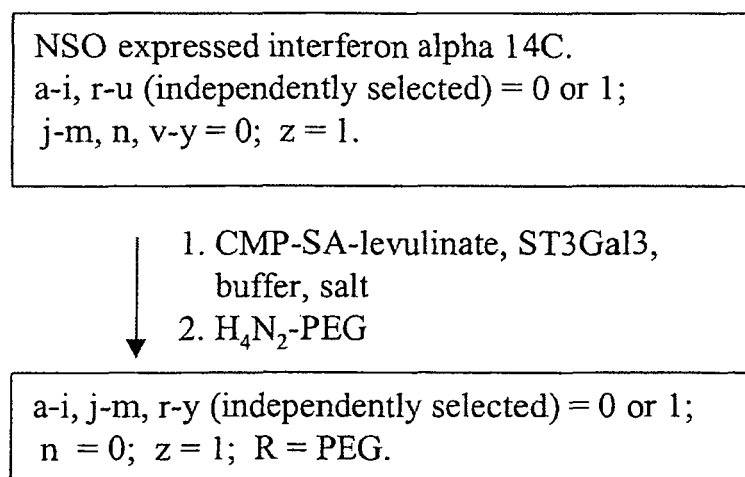 NSO expressed interferon alpha 14C.
a-i, r-u (independently selected) = 0 or 1;
j-m, n, v-y = 0; z = 1.
1. CMP-SA-levulinate, ST3Gal3,
buffer, salt
2. H₄N₂-PEG
a-i, j-m, r-y (independently selected) = 0 or 1;
n = 0; z = 1; R = PEG.